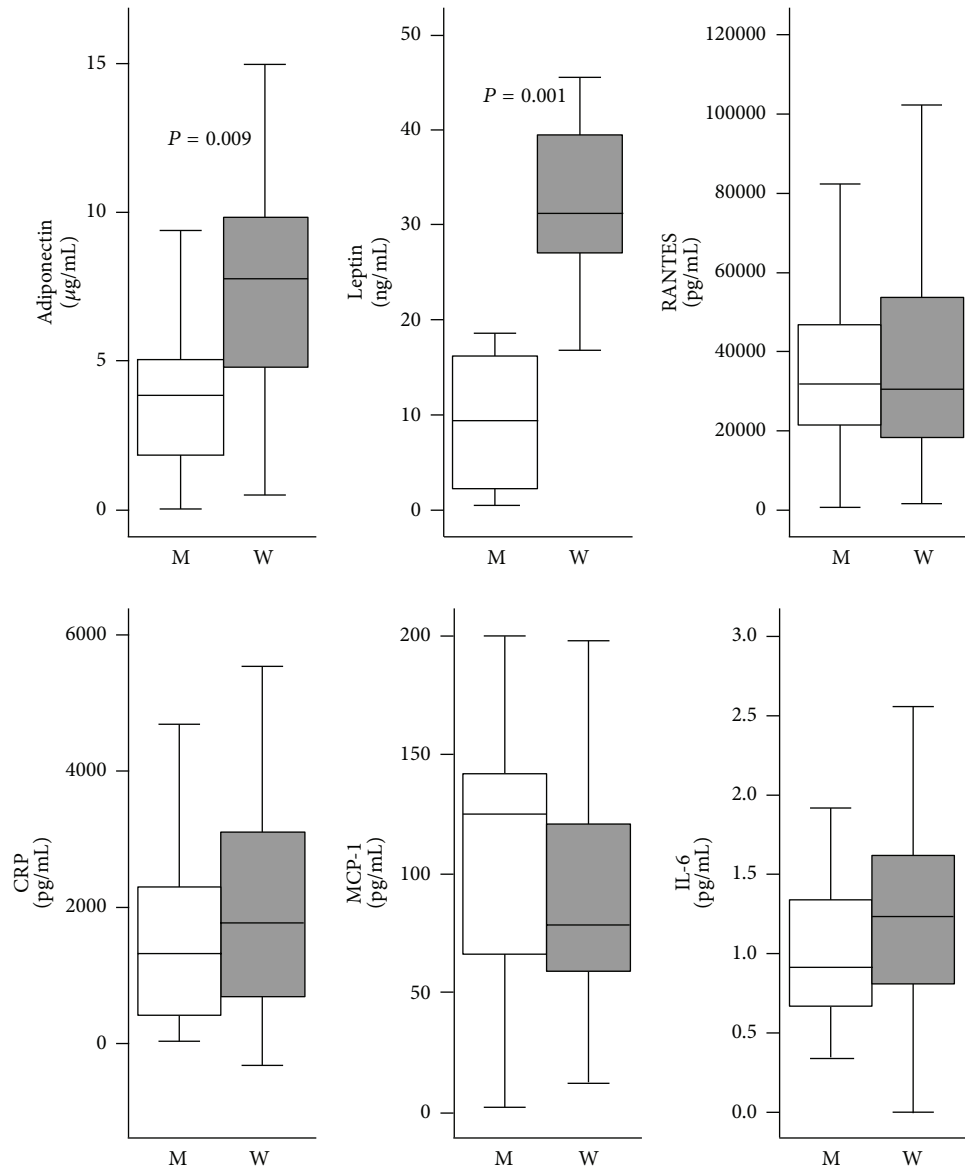 15
10
5
0
Adiponectin
(μg/mL)
P = 0.009
M
W
50
40
30
20
10
0
Leptin
(ng/mL)
P = 0.001
M
W
120000
100000
80000
60000
40000
20000
0
RANTES
(pg/mL)
M
W
6000
4000
2000
0
CRP
(pg/mL)
M
W
200
150
100
50
0
MCP-1
(pg/mL)
M
W
3.0
2.5
2.0
1.5
1.0
0.5
0.0
IL-6
(pg/mL)
M
W